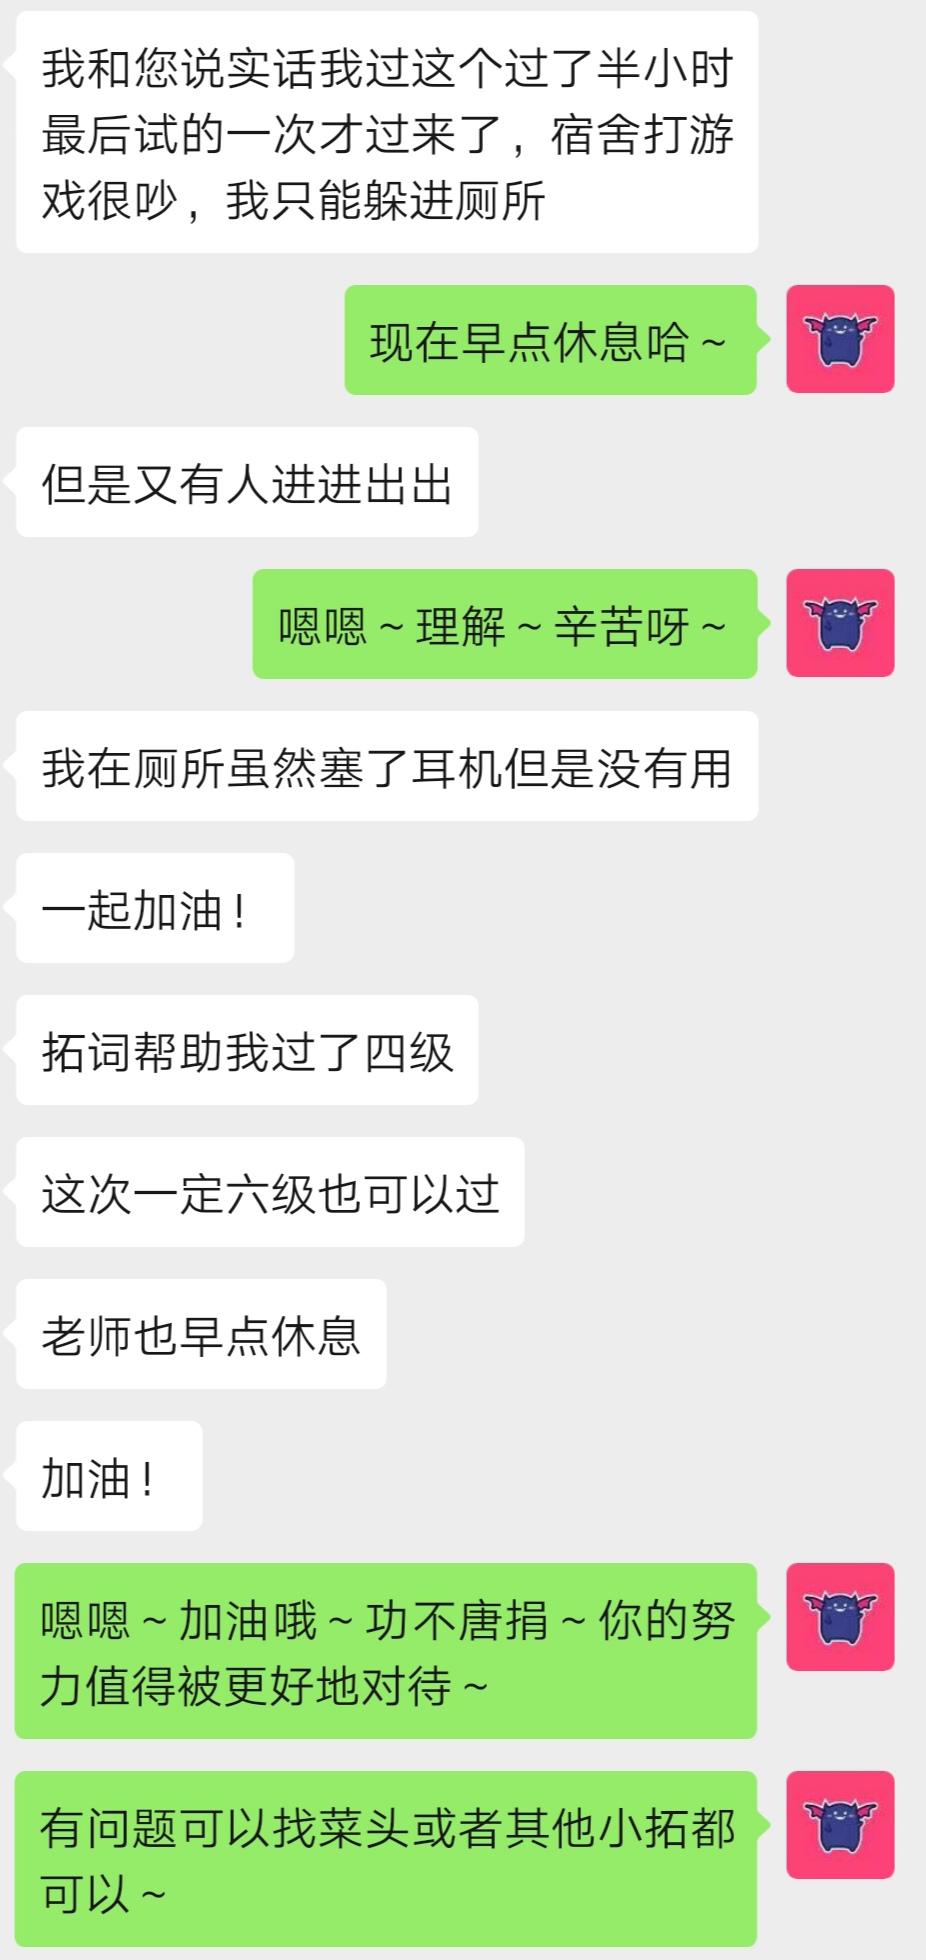 我和您说实话我过这个过了半小时
最后试的一次才过来了，宿舍打游
戏很吵，我只能躲进厕所
现在早点休息哈~
但是又有人进进出出
嗯嗯~理解~辛苦呀~
我在厕所虽然塞了耳机但是没有用
一起加油！
拓词帮助我过了四级
这次一定六级也可以过
老师也早点休息
加油！
嗯嗯~加油哦~功不唐捐~你的努
力值得被更好地对待~
有问题可以找菜头或者其他小拓都
可以~